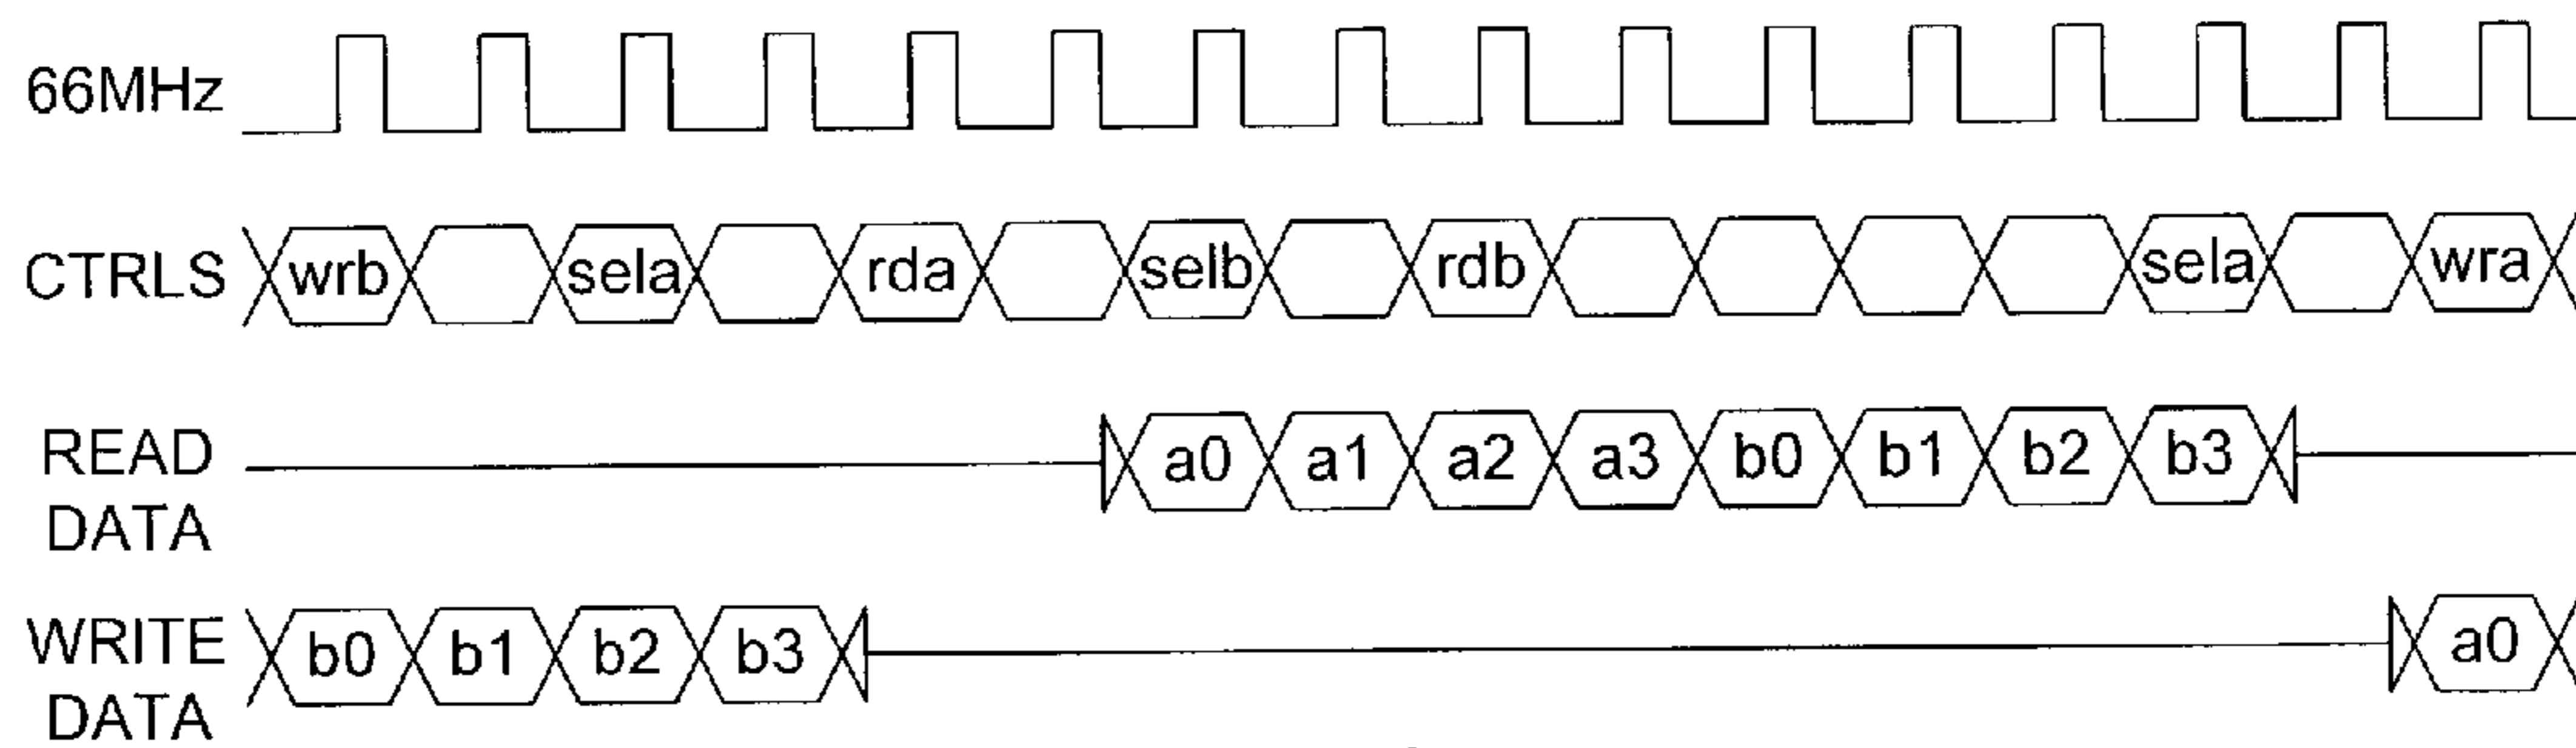 66MHz
CTRLS wrb sela rda selb rdb sela wra
READ DATA a0 a1 a2 a3 b0 b1 b2 b3
WRITE DATA b0 b1 b2 b3 a0